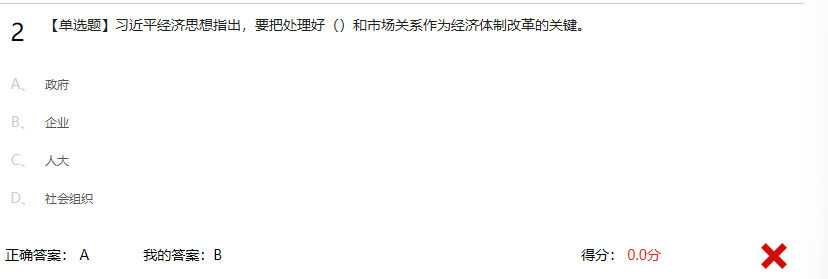 2 【单选题】习近平经济思想指出，要把处理好（）和市场关系作为经济体制改革的关键。
A、 政府
B、 企业
C、 人大
D、 社会组织
正确答案： A 我的答案：B 得分： 0.0分